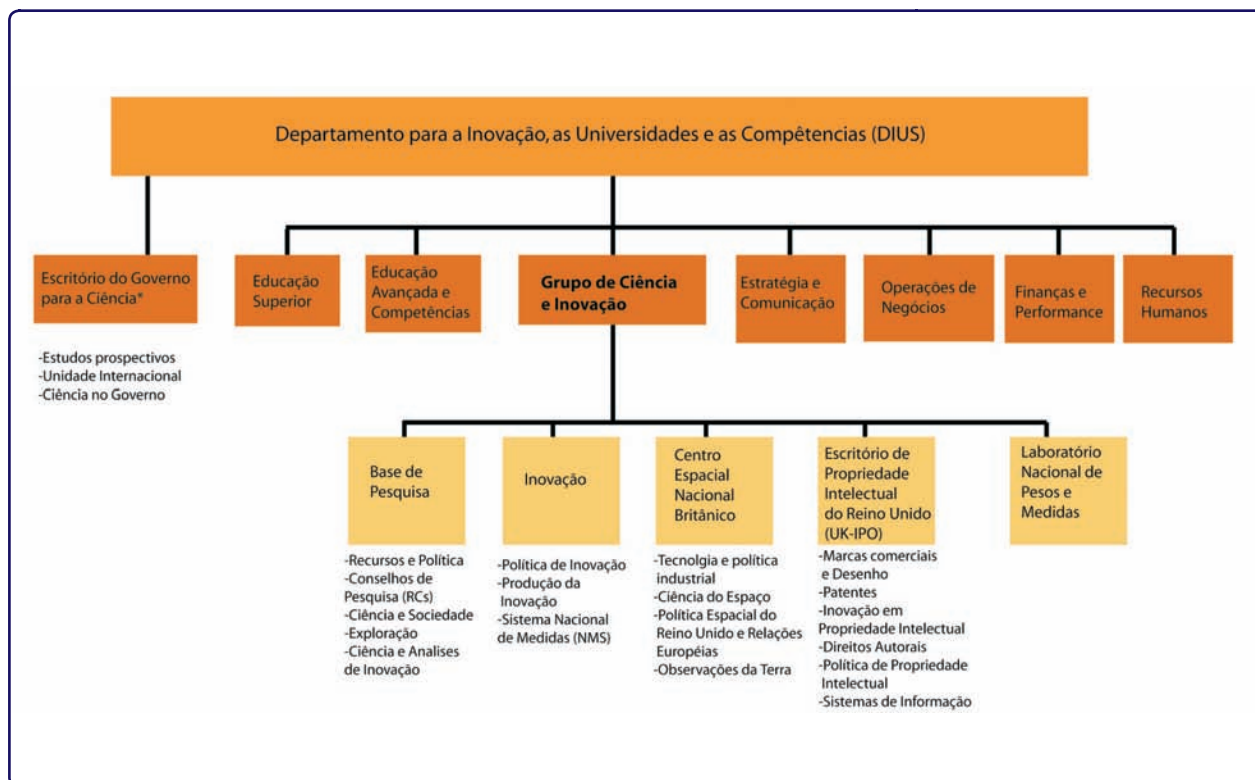 Departamento para a Inovação, as Universidades e as Compêtencias (DIUS)
Escritório do Governo
para a Ciência*
-Estudos prospectivos
-Unidade Internacional
-Ciência no Governo
Educação
Superior
Educação
Avançada e
Competências
Grupo de Ciência
e Inovação
Estratégia e
Comunicação
Operações de
Negócios
Finanças e
Performance
Recursos
Humanos
Base de
Pesquisa
-Recursos e Política
-Conselhos de
Pesquisa (RCs)
-Ciência e Sociedade
-Exploração
-Ciência e Analises
de Inovação
Inovação
-Política de Inovação
-Produção da
Inovação
-Sistema Nacional
de Medidas (NMS)
Centro
Espacial
Nacional
Britânico
-Tecnolgia e política
industrial
-Ciência do Espaço
-Política Espacial do
Reino Unido e Relações
Européias
-Observações da Terra
Escritório de
Propriedade
Intelectual
do Reino Unido
(UK-IPO)
-Marcas comerciais
e Desenho
-Patentes
-Inovação em
Propriedade Intelectual
-Direitos Autorais
-Política de Propriedade
Intelectual
-Sistemas de Informação
Laboratório
Nacional de
Pesos e
Medidas